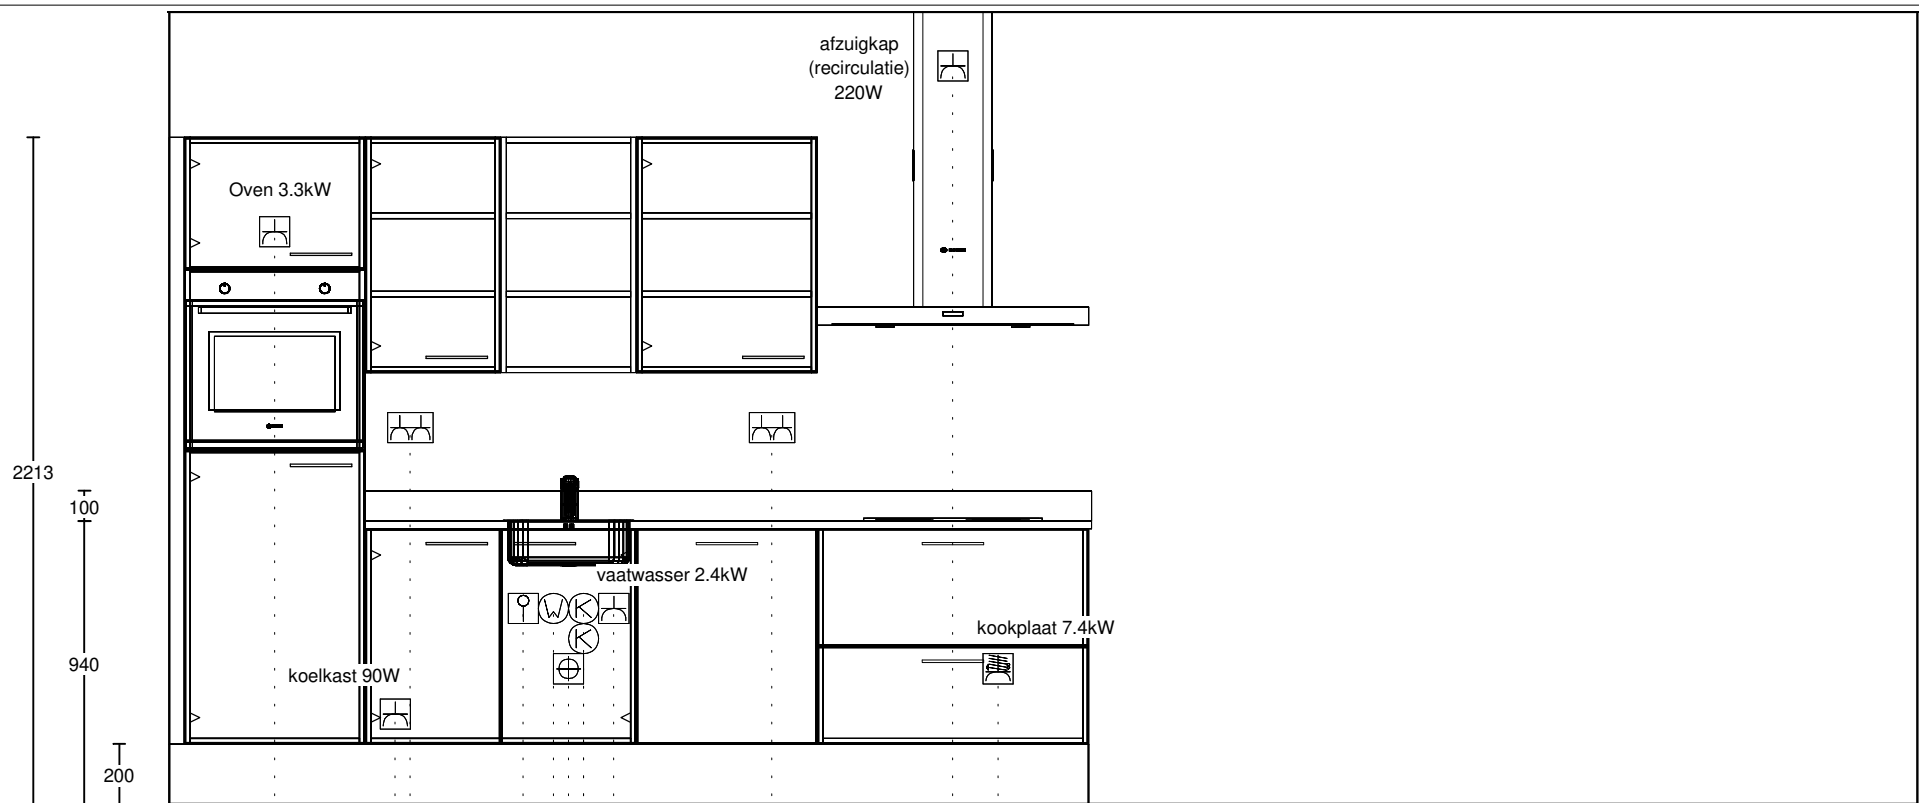 afzuigkap
(recirculatie)
220W
Oven 3.3kW
2213
100
vaatwasser 2.4kW
W K
K
kookplaat 7.4kW
940
koelkast 90W
200